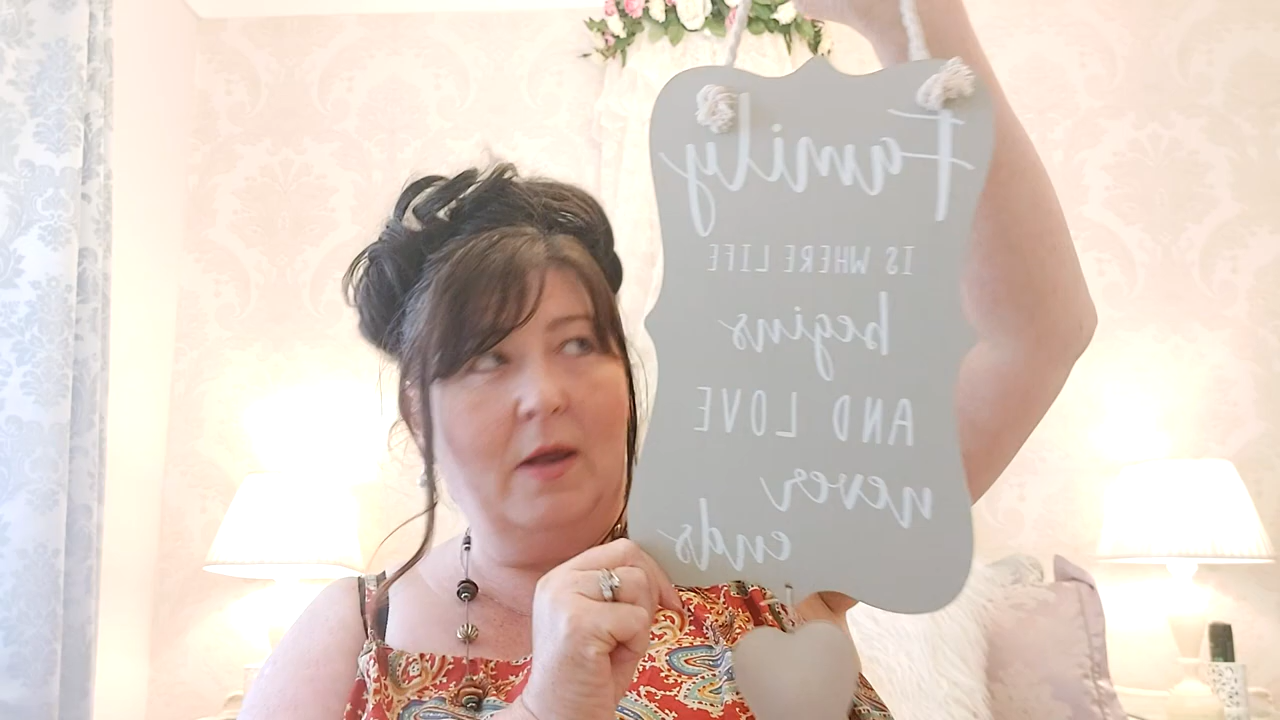 Family
IS WHERE LIFE
begins
AND LOVE
never
ends